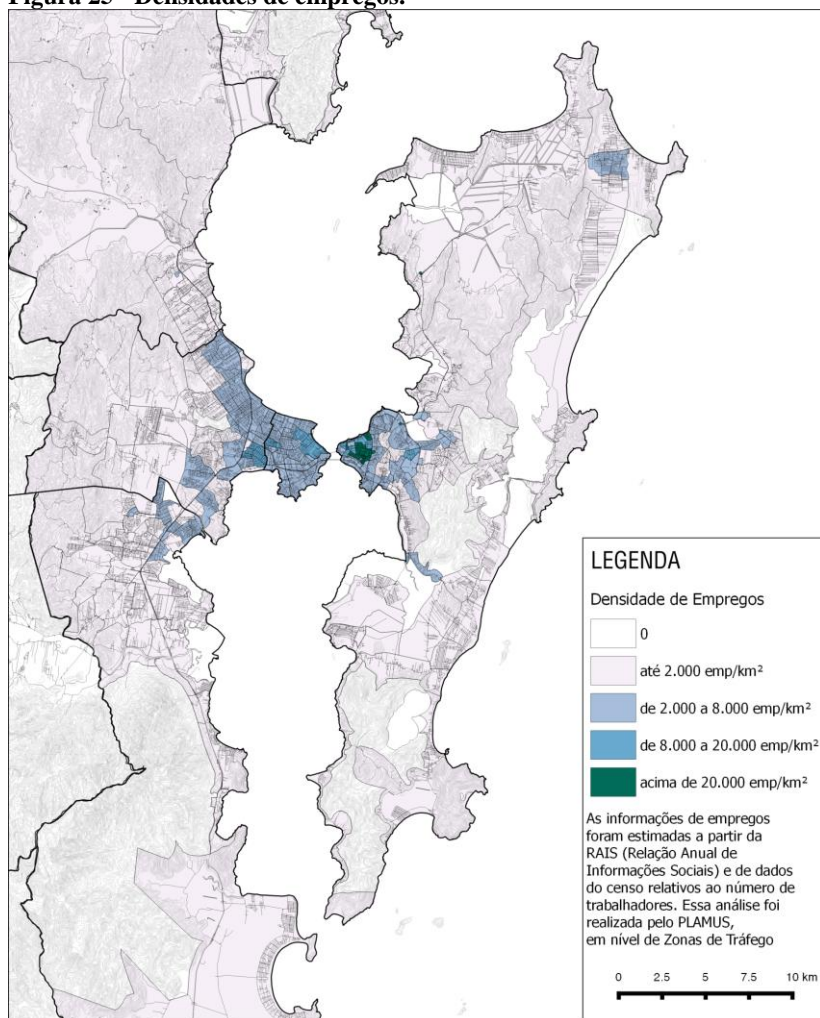 Figura 25 - Densidades de empregos.
LEGENDA
Densidade de Empregos
0
até 2.000 emp/km²
de 2.000 a 8.000 emp/km²
de 8.000 a 20.000 emp/km²
acima de 20.000 emp/km²
As informações de empregos
foram estimadas a partir da
RAIS (Relação Anual de
Informações Sociais) e de dados
do censo relativos ao número de
trabalhadores. Essa análise foi
realizada pelo PLAMUS,
em nível de Zonas de Tráfego
0 2.5 5 7.5 10 km